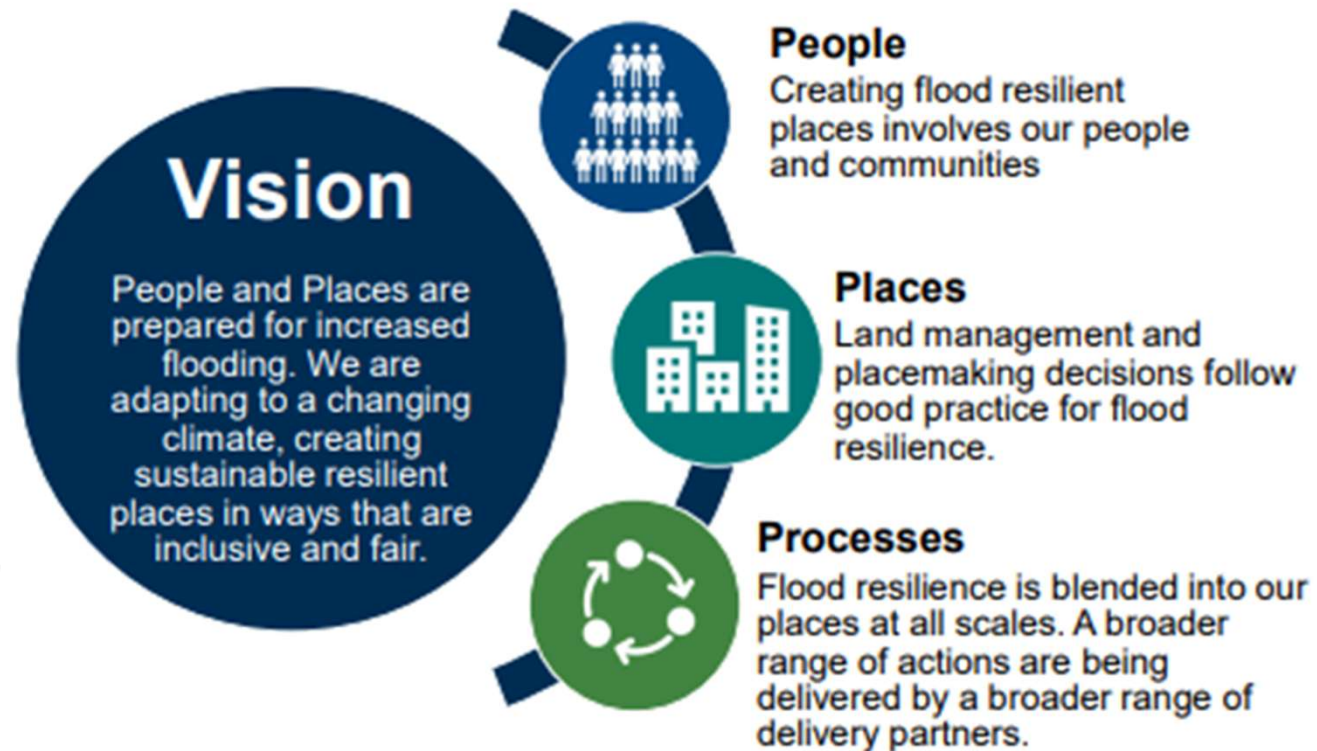 Vision
People and Places are
prepared for increased
flooding. We are
adapting to a changing
climate, creating
sustainable resilient
places in ways that are
inclusive and fair.
People
Creating flood resilient
places involves our people
and communities
Places
Land management and
placemaking decisions follow
good practice for flood
resilience.
Processes
Flood resilience is blended into our
places at all scales. A broader
range of actions are being
delivered by a broader range of
delivery partners.